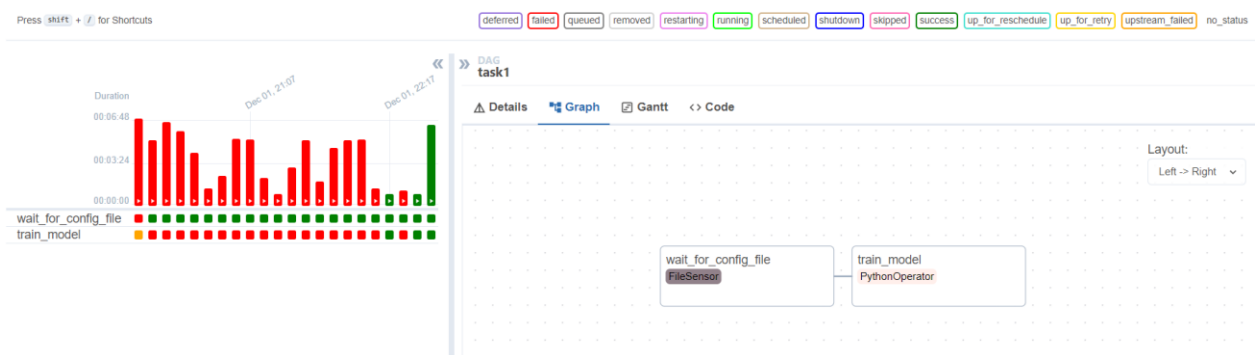 Press shift + / for Shortcuts
deferred failed queued removed restarting running scheduled shutdown skipped success up_for_reschedule up_for_retry upstream_failed no_status
DAG
task1
Details Graph Gantt <> Code
Layout:
Left -> Right
Duration
Dec 01, 21:07
Dec 01, 22:17
00:06:48
00:03:24
00:00:00
wait_for_config_file
train_model
wait_for_config_file
FileSensor
train_model
PythonOperator